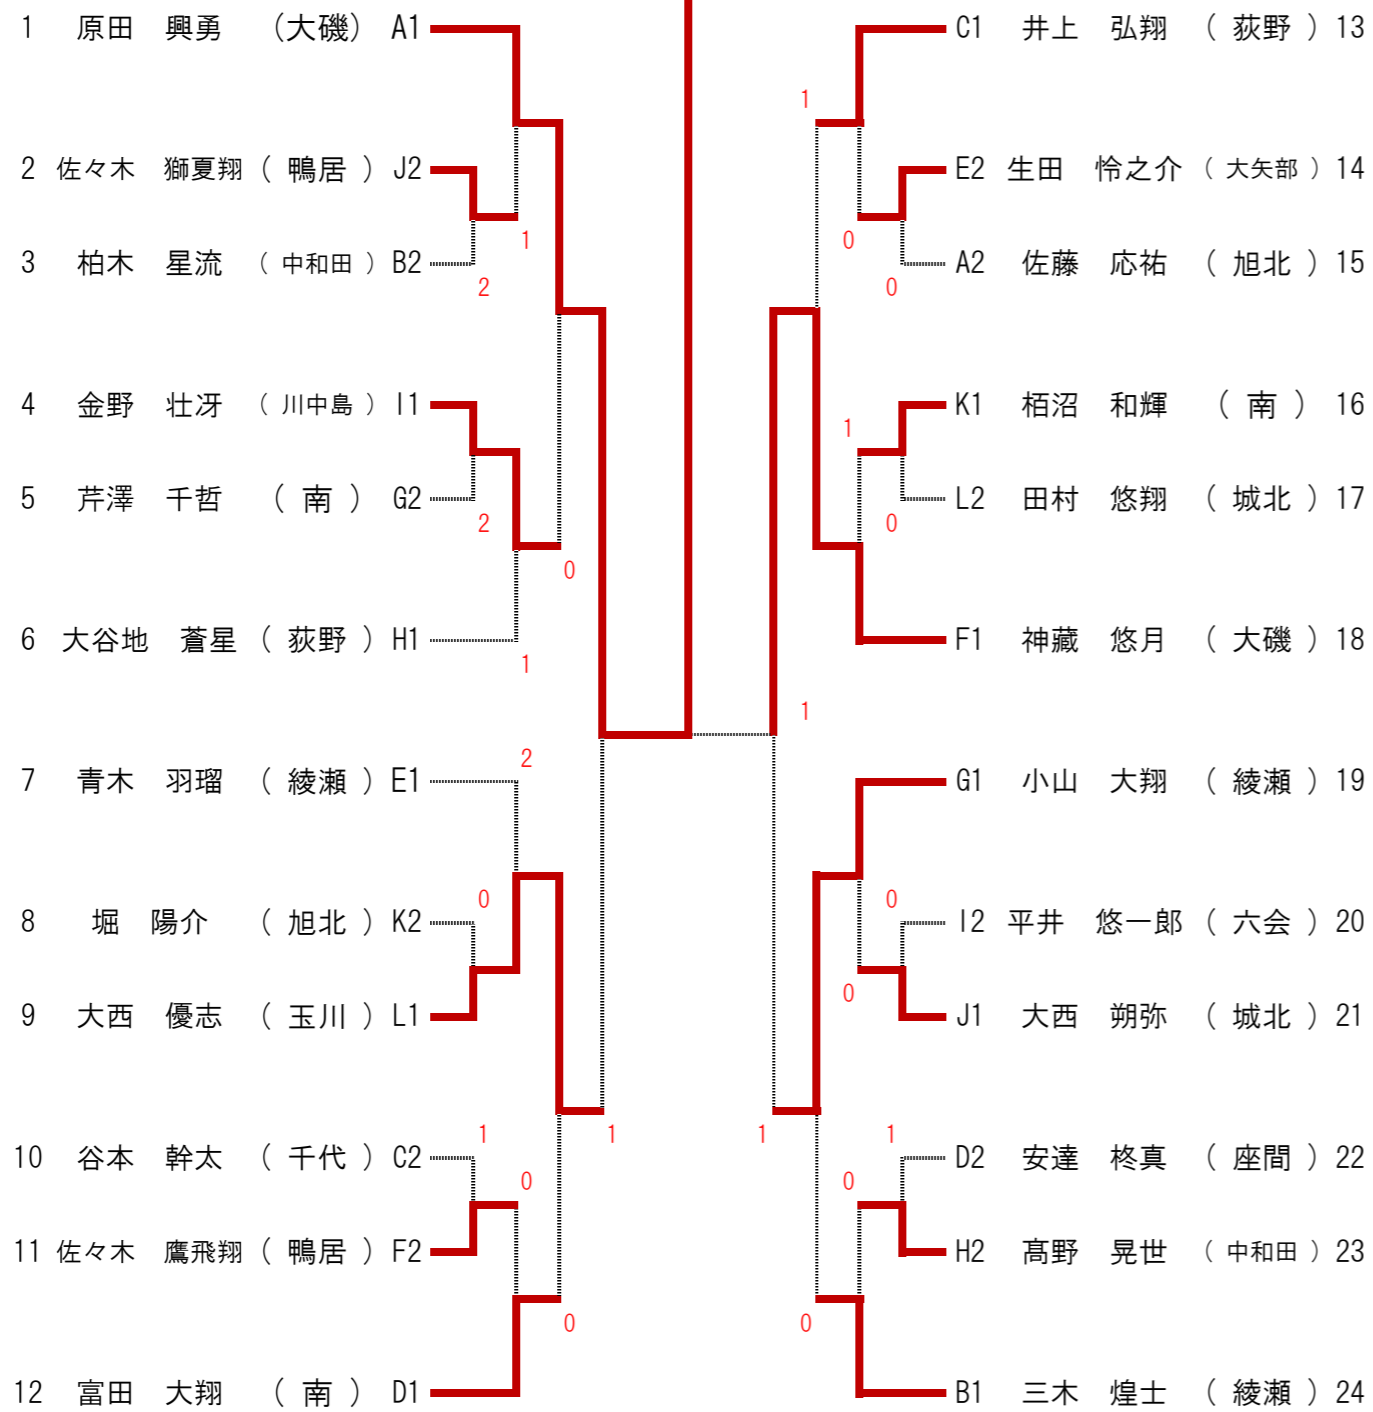 1 原田 興勇 （大磯） A1
C1 井上 弘翔 （ 荻野 ） 13
1
2 佐々木 獅夏翔 （ 鴨居 ） J2
E2 生田 怜之介 （ 大矢部 ） 14
1
0
3 柏木 星流 （ 中和田 ） B2
A2 佐藤 応祐 （ 旭北 ） 15
2
0
4 金野 壮冴 （ 川中島 ） I1
K1 栢沼 和輝 （ 南 ） 16
1
5 芹澤 千哲 （ 南 ） G2
L2 田村 悠翔 （ 城北 ） 17
2
0
0
6 大谷地 蒼星 （ 荻野 ） H1
F1 神藏 悠月 （ 大磯 ） 18
1
1
2
7 青木 羽瑠 （ 綾瀬 ） E1
G1 小山 大翔 （ 綾瀬 ） 19
0
0
8 堀 陽介 （ 旭北 ） K2
I2 平井 悠一郎 （ 六会 ） 20
0
9 大西 優志 （ 玉川 ） L1
J1 大西 朔弥 （ 城北 ） 21
1
1
1
1
10 谷本 幹太 （ 千代 ） C2
D2 安達 柊真 （ 座間 ） 22
0
0
11 佐々木 鷹飛翔 （ 鴨居 ） F2
H2 髙野 晃世 （ 中和田 ） 23
0
0
12 富田 大翔 （ 南 ） D1
B1 三木 煌士 （ 綾瀬 ） 24